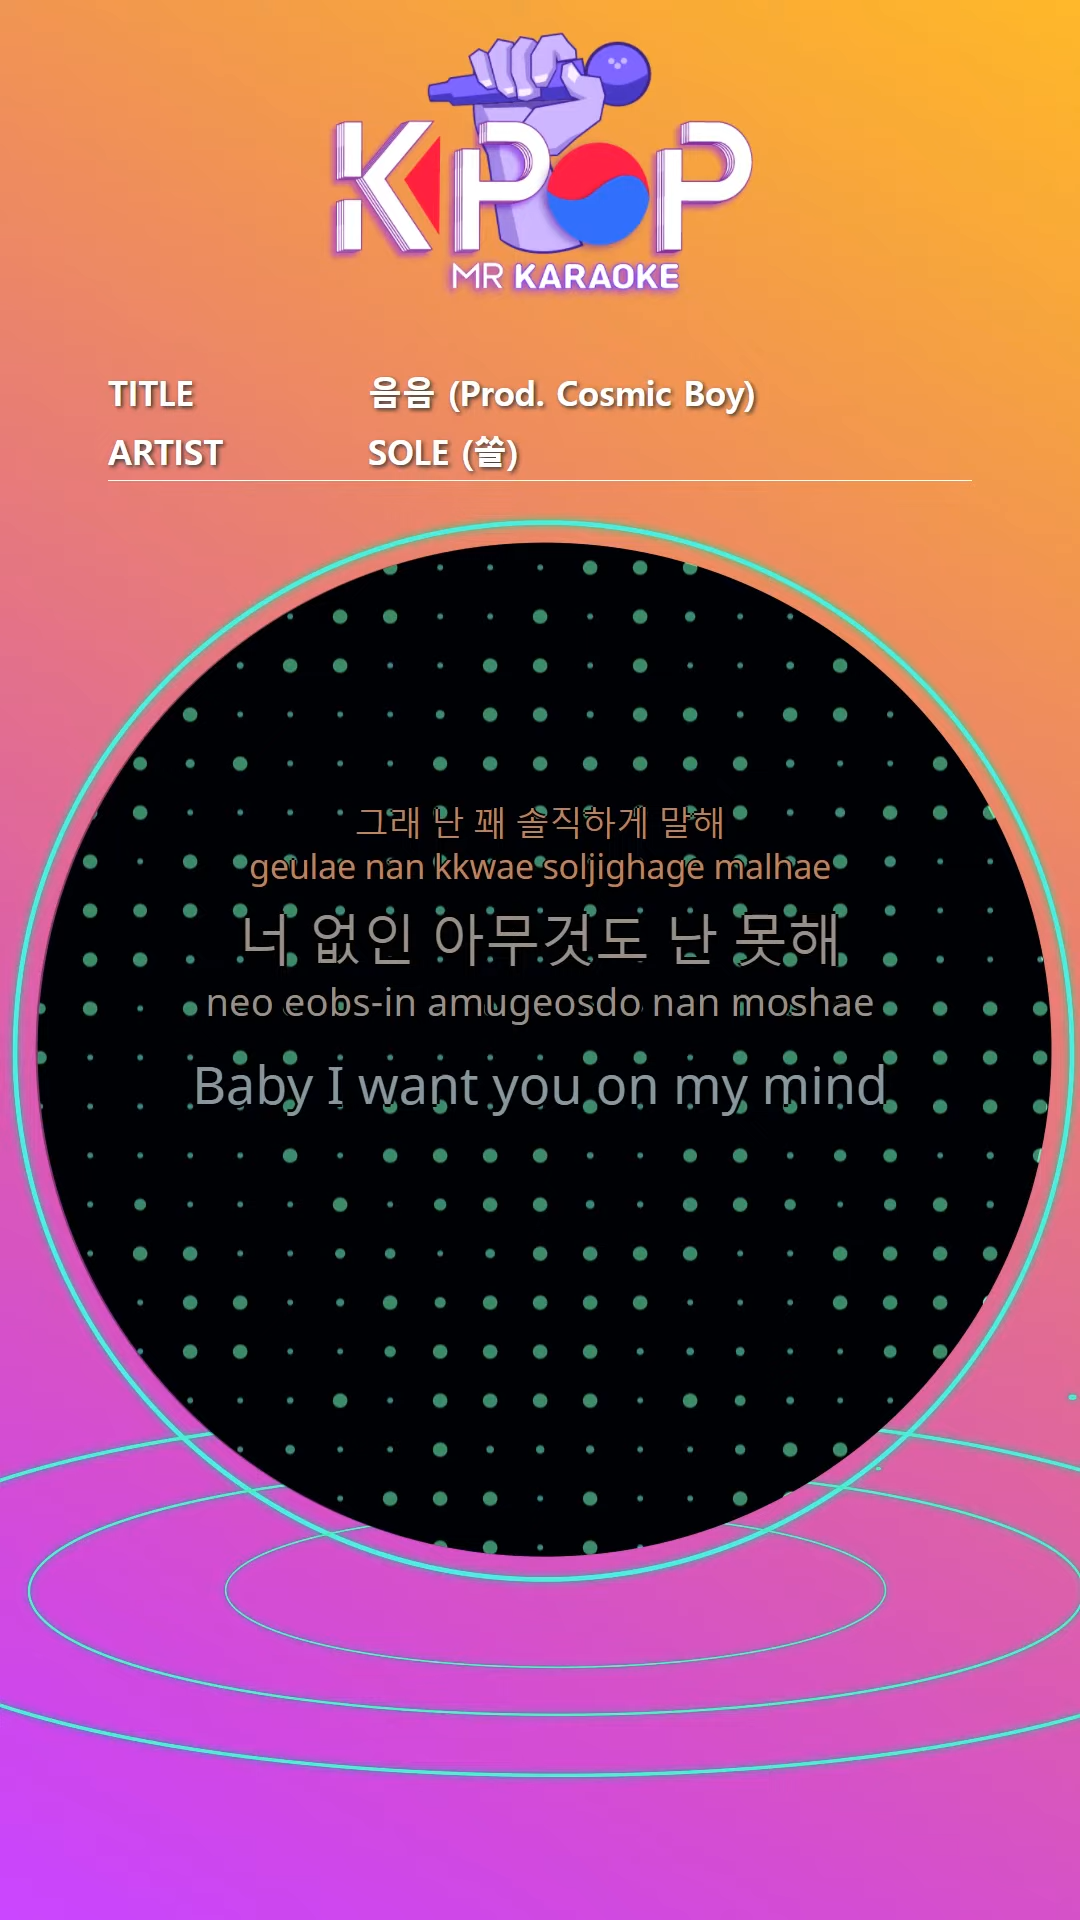 KPOP
MR KARAOKE
TITLE 음음 (Prod. Cosmic Boy)
ARTIST SOLE (쏠)
그래 난 꽤 솔직하게 말해
geulae nan kkwae soljighage malhae
너 없인 아무것도 난 못해
neo eobs-in amugeosdo nan moshae
Baby I want you on my mind